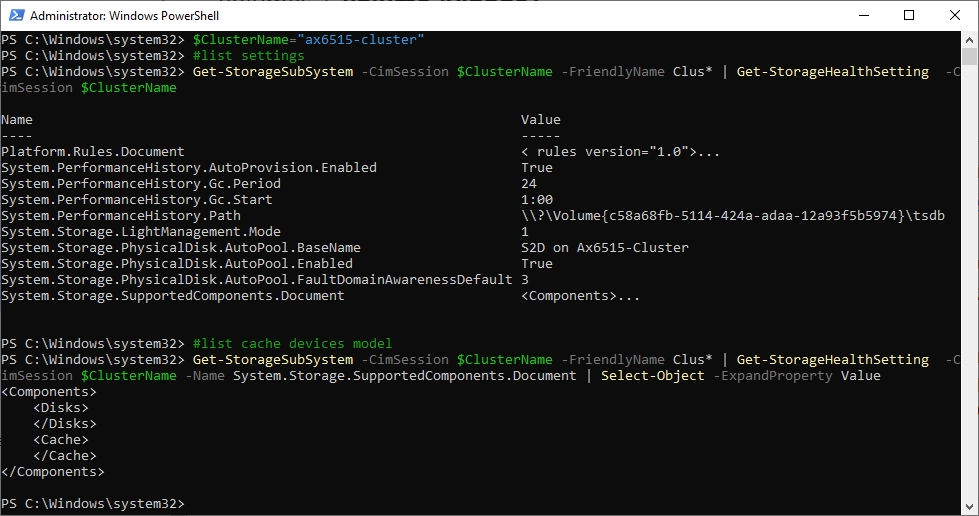 Administrator: Windows PowerShell
PS C:\Windows\system32> $ClusterName="ax6515-cluster"
PS C:\Windows\system32> #list settings
PS C:\Windows\system32> Get-StorageSubSystem -CimSession $ClusterName -FriendlyName Clus* | Get-StorageHealthSetting  -C
imSession $ClusterName
Name                                                            Value
----                                                            -----
Platform.Rules.Document                                         < rules version="1.0">...
System.PerformanceHistory.AutoProvision.Enabled                 True
System.PerformanceHistory.Gc.Period                             24
System.PerformanceHistory.Gc.Start                              1:00
System.PerformanceHistory.Path                                  \\?\Volume{c58a68fb-5114-424a-adaa-12a93f5b5974}\tsdb
System.Storage.LightManagement.Mode                             1
System.Storage.PhysicalDisk.AutoPool.BaseName                   S2D on Ax6515-Cluster
System.Storage.PhysicalDisk.AutoPool.Enabled                    True
System.Storage.PhysicalDisk.AutoPool.FaultDomainAwarenessDefault 3
System.Storage.SupportedComponents.Document                     <Components>...
PS C:\Windows\system32> #list cache devices model
PS C:\Windows\system32> Get-StorageSubSystem -CimSession $ClusterName -FriendlyName Clus* | Get-StorageHealthSetting  -C
imSession $ClusterName -Name System.Storage.SupportedComponents.Document | Select-Object -ExpandProperty Value
<Components>
    <Disks>
    </Disks>
    <Cache>
    </Cache>
</Components>
PS C:\Windows\system32>